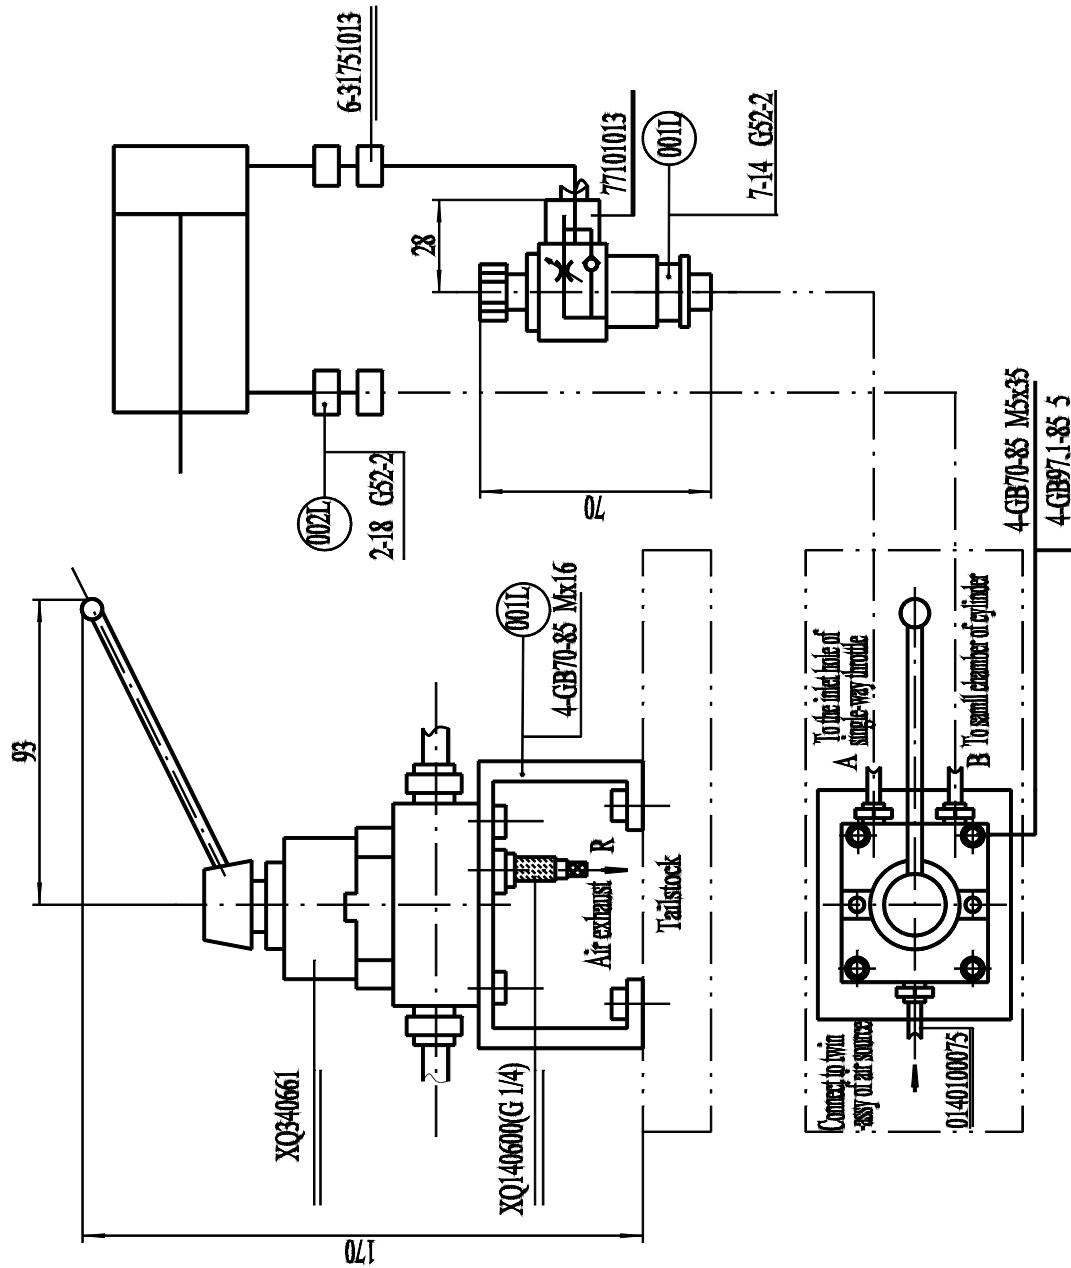 6-31751013
77101013
28
001L
7-14 G52-2
002L
2-18 G52-2
70
4-GB70-85 M5x35
4-GB97.1-85 5
93
001L
4-GB70-85 Mx16
To the inlet hole of
single-way throttle
A
B To samll chamber of cylinder
R
Air exhaust
Tailstock
XQ340661
XQ140600(G 1/4)
Connect to twin
assy of air source
0140100075
170